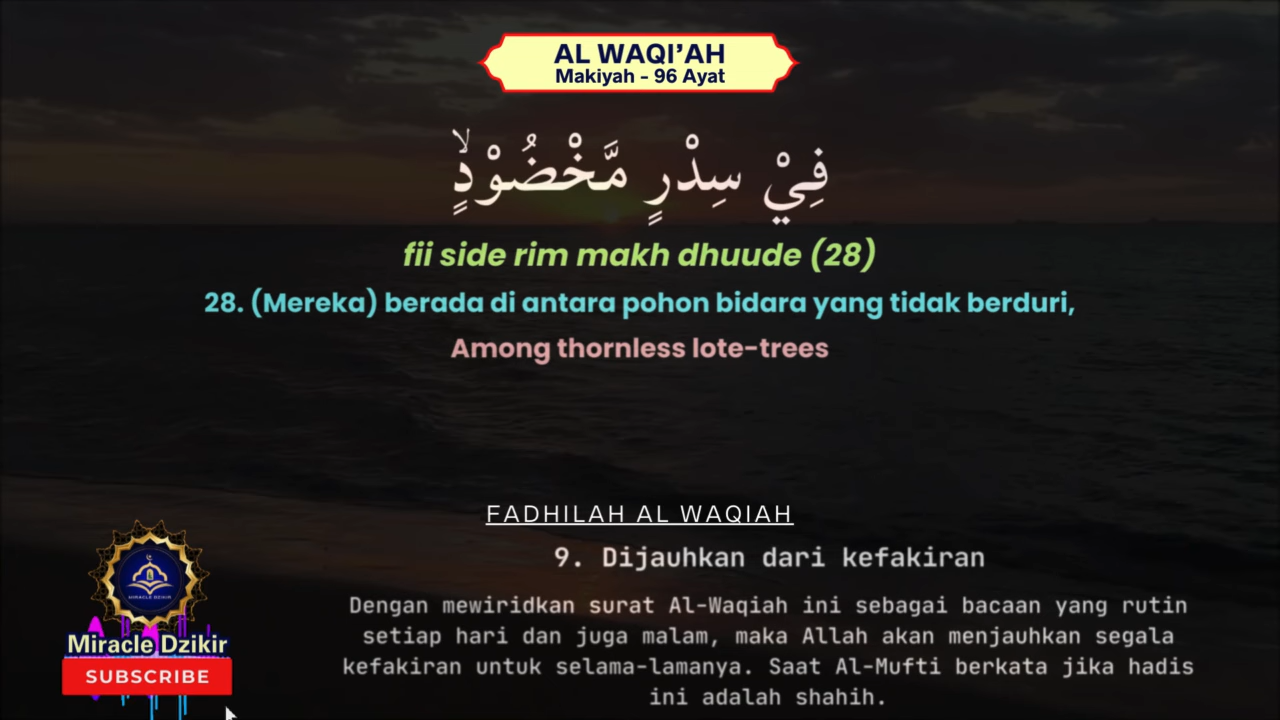 AL WAQI’AH
Makiyah - 96 Ayat
فِيْ سِدْرٍ مَّخْضُوْدٍۙ
fii side rim makh dhuude (28)
28. (Mereka) berada di antara pohon bidara yang tidak berduri,
Among thornless lote-trees
FADHILAH AL WAQIAH
9. Dijauhkan dari kefakiran
Dengan mewiridkan surat Al-Waqiah ini sebagai bacaan yang rutin
setiap hari dan juga malam, maka Allah akan menjauhkan segala
kefakiran untuk selama-lamanya. Saat Al-Mufti berkata jika hadis
ini adalah shahih.
MIRACLE DZIKIR
Miracle Dzikir
SUBSCRIBE